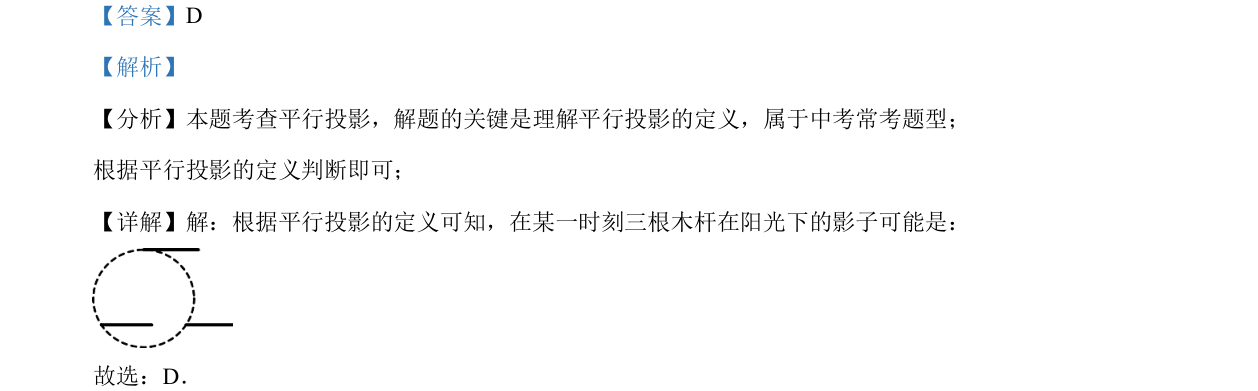 【答案】D
【解析】
【分析】本题考查平行投影，解题的关键是理解平行投影的定义，属于中考常考题型；
根据平行投影的定义判断即可；
【详解】解：根据平行投影的定义可知，在某一时刻三根木杆在阳光下的影子可能是：
故选：D．